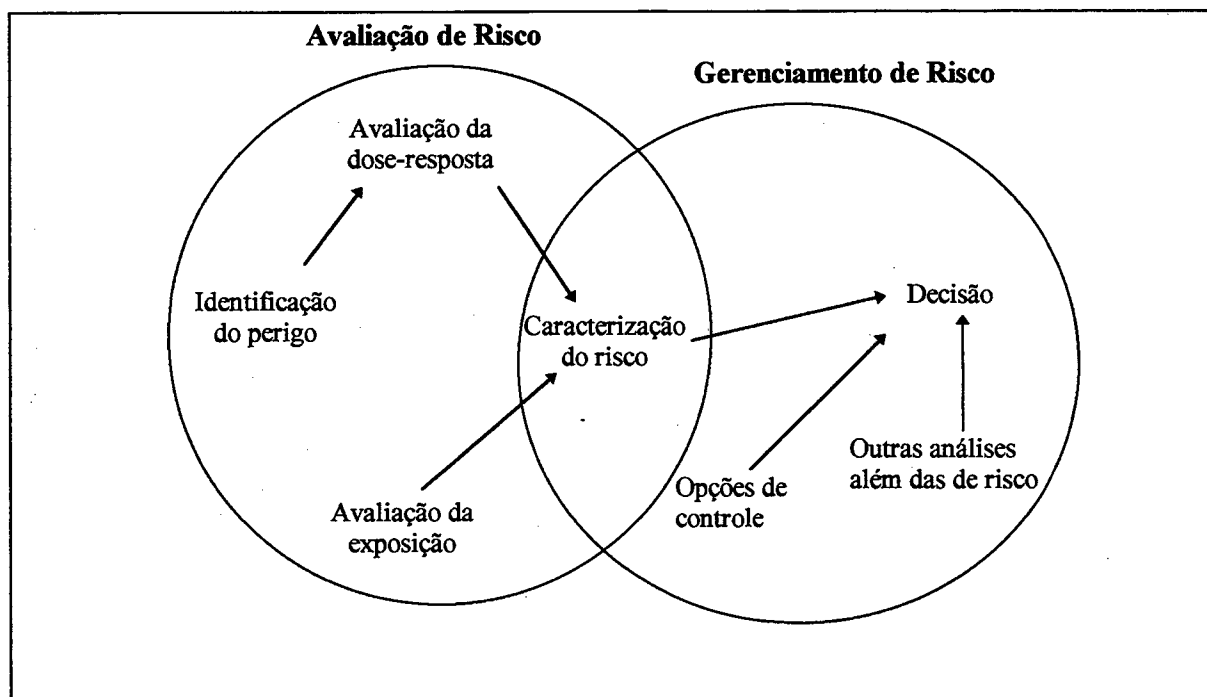 Avaliação de Risco
Gerenciamento de Risco
Avaliação da
dose-resposta
Identificação
do perigo
Caracterização
do risco
Decisão
Avaliação da
exposição
Opções de
controle
Outras análises
além das de risco